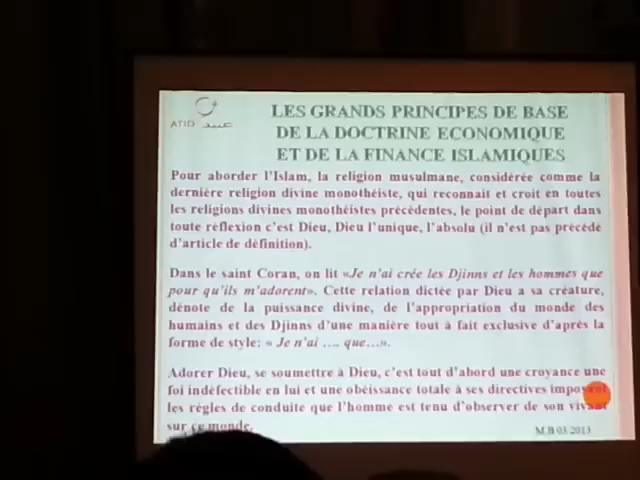 ATID عتيد
LES GRANDS PRINCIPES DE BASE
DE LA DOCTRINE ECONOMIQUE
ET DE LA FINANCE ISLAMIQUES
Pour aborder l'Islam, la religion musulmane, considérée comme la
dernière religion divine monothéiste, qui reconnait et croit en toutes
les religions divines monothéistes précédentes, le point de départ dans
toute réflexion c'est Dieu, Dieu l'unique, l'absolu (il n'est pas précédé
d'article de définition).
Dans le saint Coran, on lit «Je n'ai crée les Djinns et les hommes que
pour qu'ils m'adorent». Cette relation dictée par Dieu a sa créature,
dénote de la puissance divine, de l'appropriation du monde des
humains et des Djinns d'une manière tout à fait exclusive d'après la
forme de style: « Je n'ai .... que...».
Adorer Dieu, se soumettre à Dieu, c'est tout d'abord une croyance une
foi indéfectible en lui et une obéissance totale à ses directives imposant
les règles de conduite que l'homme est tenu d'observer de son vivant
sur ce monde.
M.B 03/2013